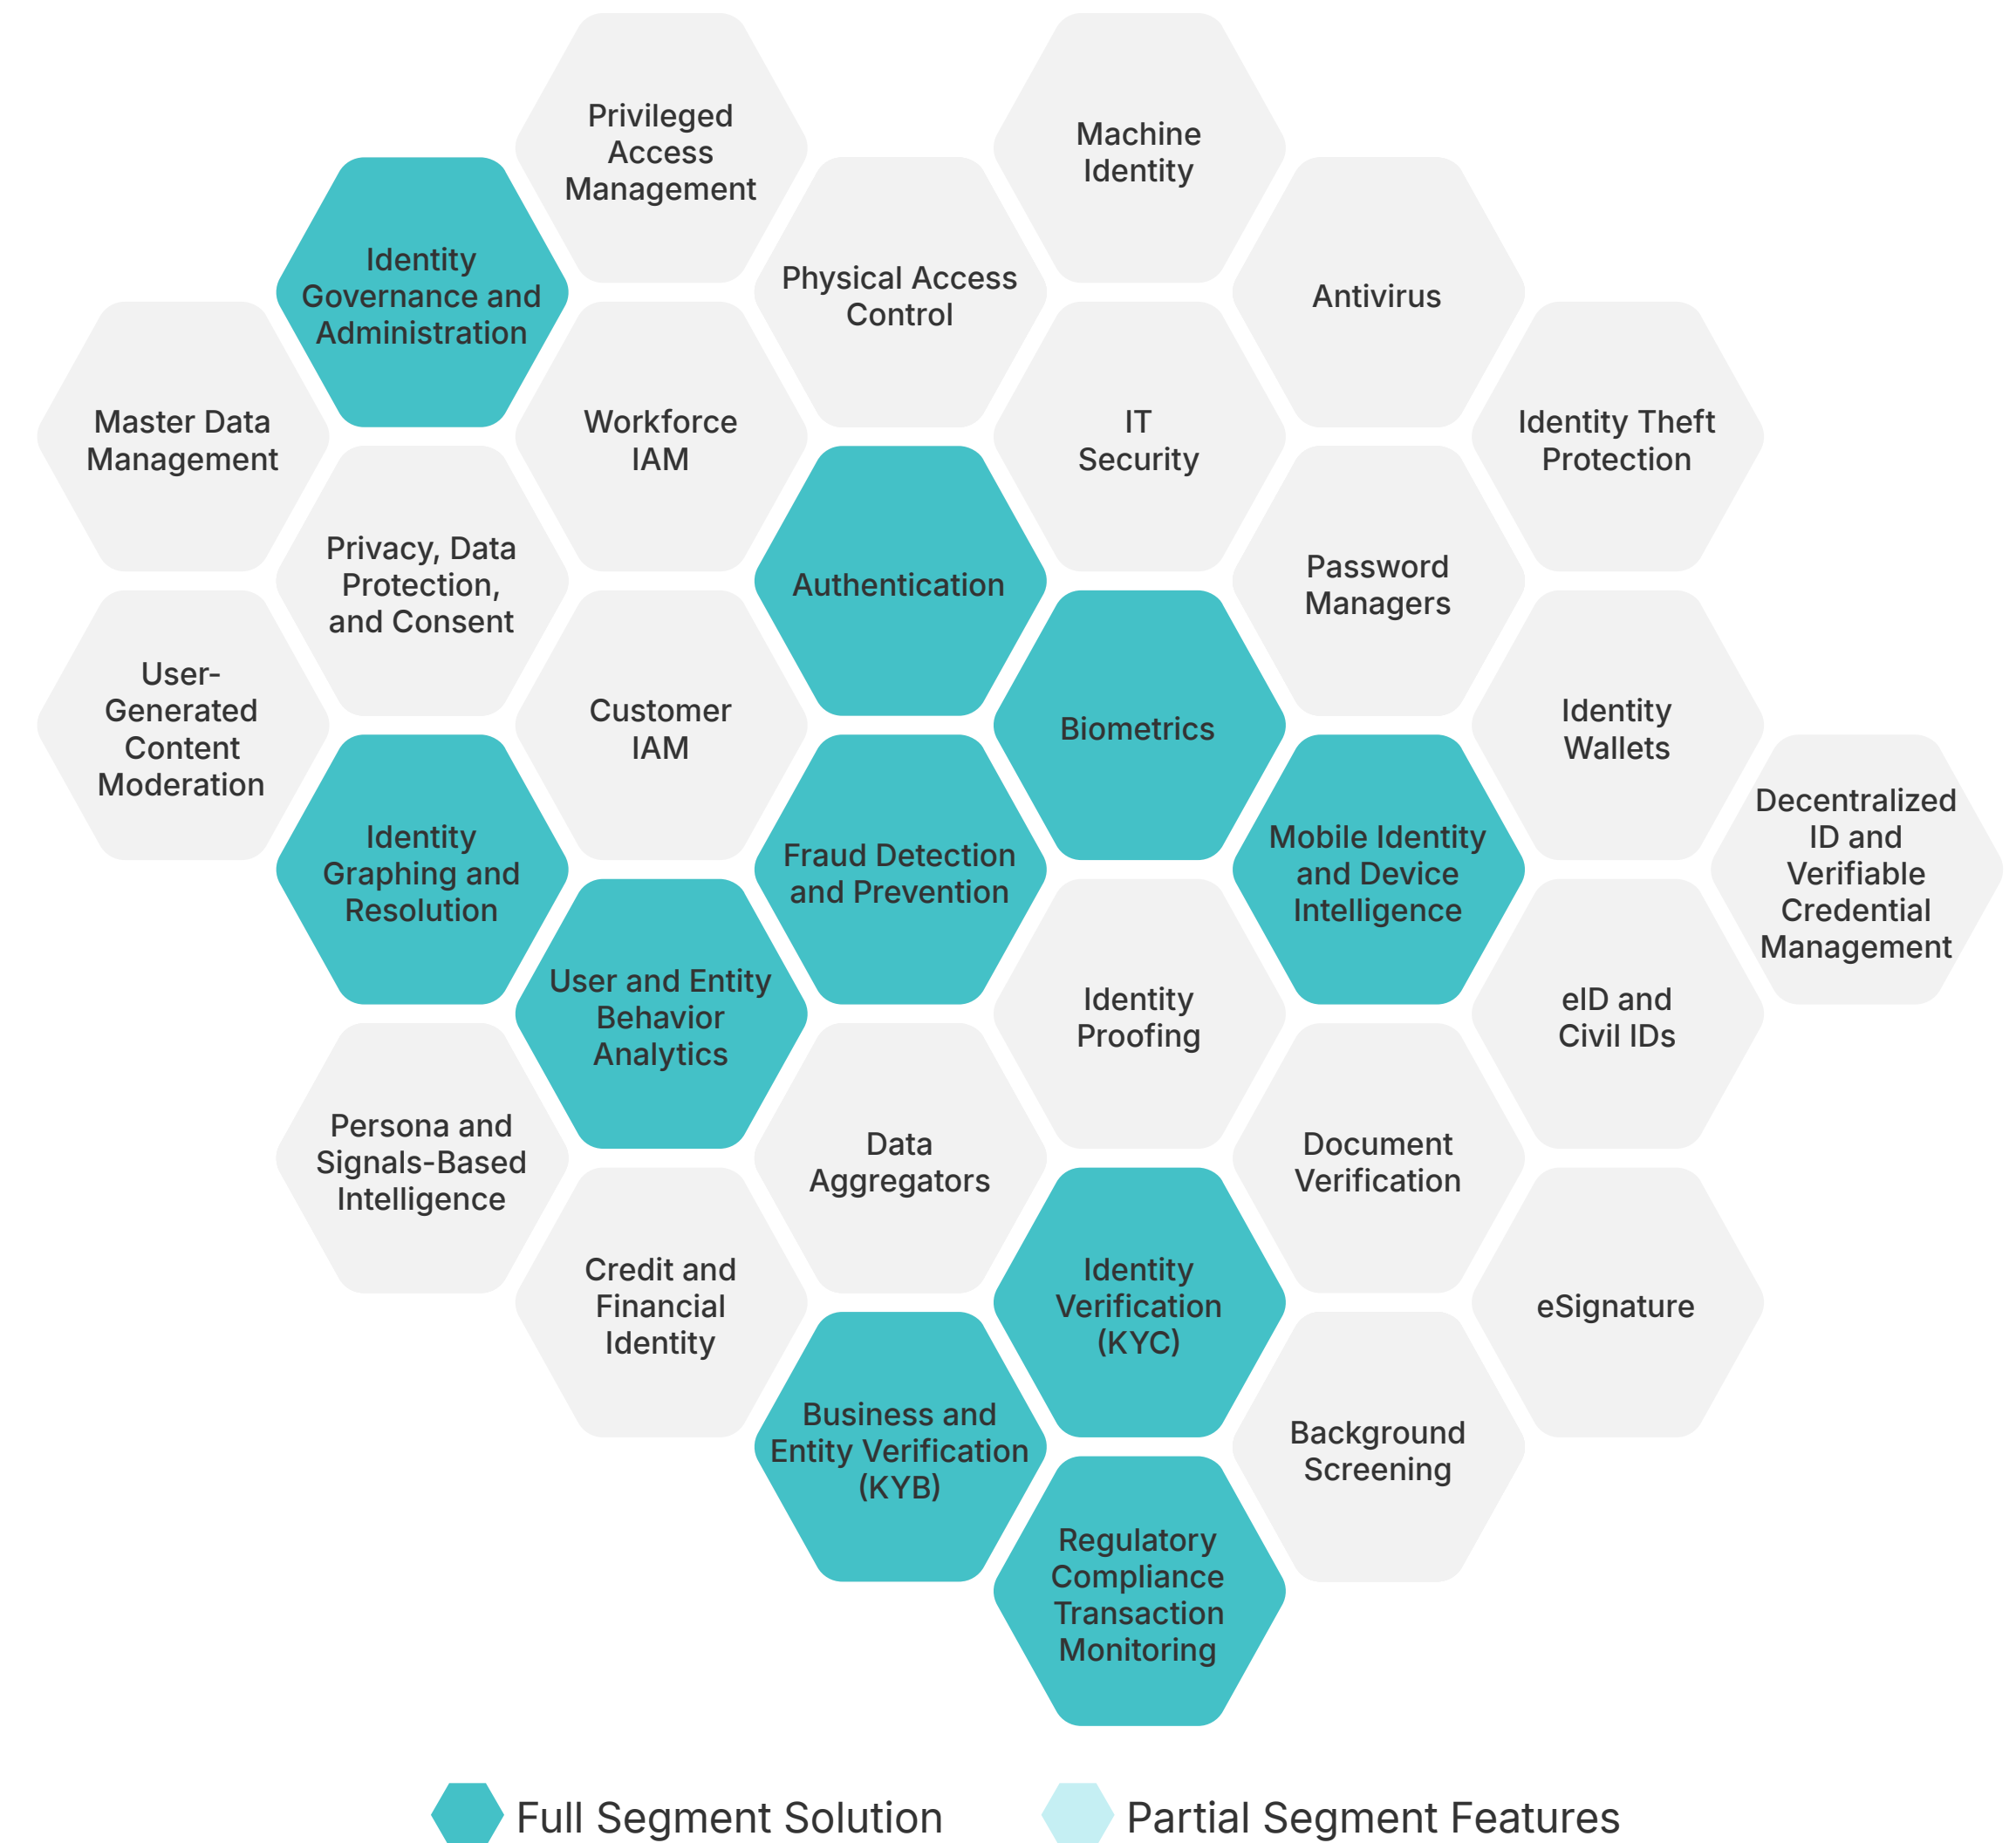 Privileged
Access
Management
Machine
Identity
Identity
Governance and
Administration
Physical Access
Control
Antivirus
Master Data
Management
Workforce
IAM
IT
Security
Identity Theft
Protection
Privacy, Data
Protection,
and Consent
Authentication
Password
Managers
User-
Generated
Content
Moderation
Customer
IAM
Biometrics
Identity
Wallets
Identity
Graphing and
Resolution
Fraud Detection
and Prevention
Mobile Identity
and Device
Intelligence
Decentralized
ID and
Verifiable
Credential
Management
User and Entity
Behavior
Analytics
Identity
Proofing
eID and
Civil IDs
Persona and
Signals-Based
Intelligence
Data
Aggregators
Document
Verification
Credit and
Financial
Identity
Identity
Verification
(KYC)
eSignature
Business and
Entity Verification
(KYB)
Background
Screening
Regulatory
Compliance
Transaction
Monitoring
Full Segment Solution
Partial Segment Features